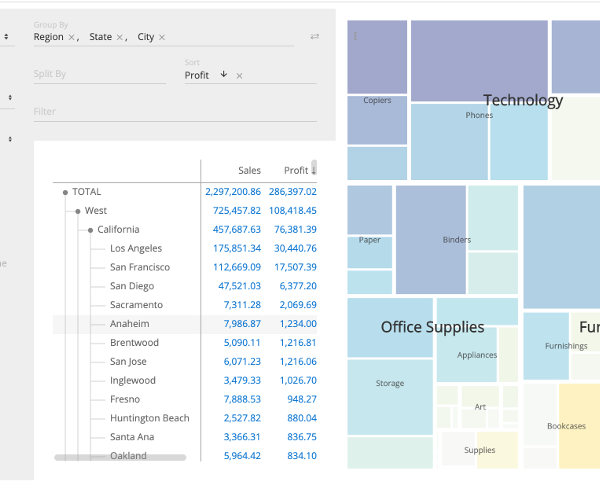 Group By
Region × , State × , City ×
Split By
Sort
Profit ↓ ×
Filter
Sales Profit ↓
TOTAL 2,297,200.86 286,397.02
West 725,457.82 108,418.45
California 457,687.63 76,381.39
Los Angeles 175,851.34 30,440.76
San Francisco 112,669.09 17,507.39
San Diego 47,521.03 6,377.20
Sacramento 7,311.28 2,069.69
Anaheim 7,986.87 1,234.00
Brentwood 5,090.11 1,216.81
San Jose 6,071.23 1,216.06
Inglewood 3,479.33 1,026.70
Fresno 7,888.53 948.27
Huntington Beach 2,527.82 880.04
Santa Ana 3,366.31 836.75
Oakland 5,964.42 834.10
Technology
Copiers
Phones
Paper
Binders
Office Supplies
Fur
Appliances
Furnishings
Storage
Art
Bookcases
Supplies